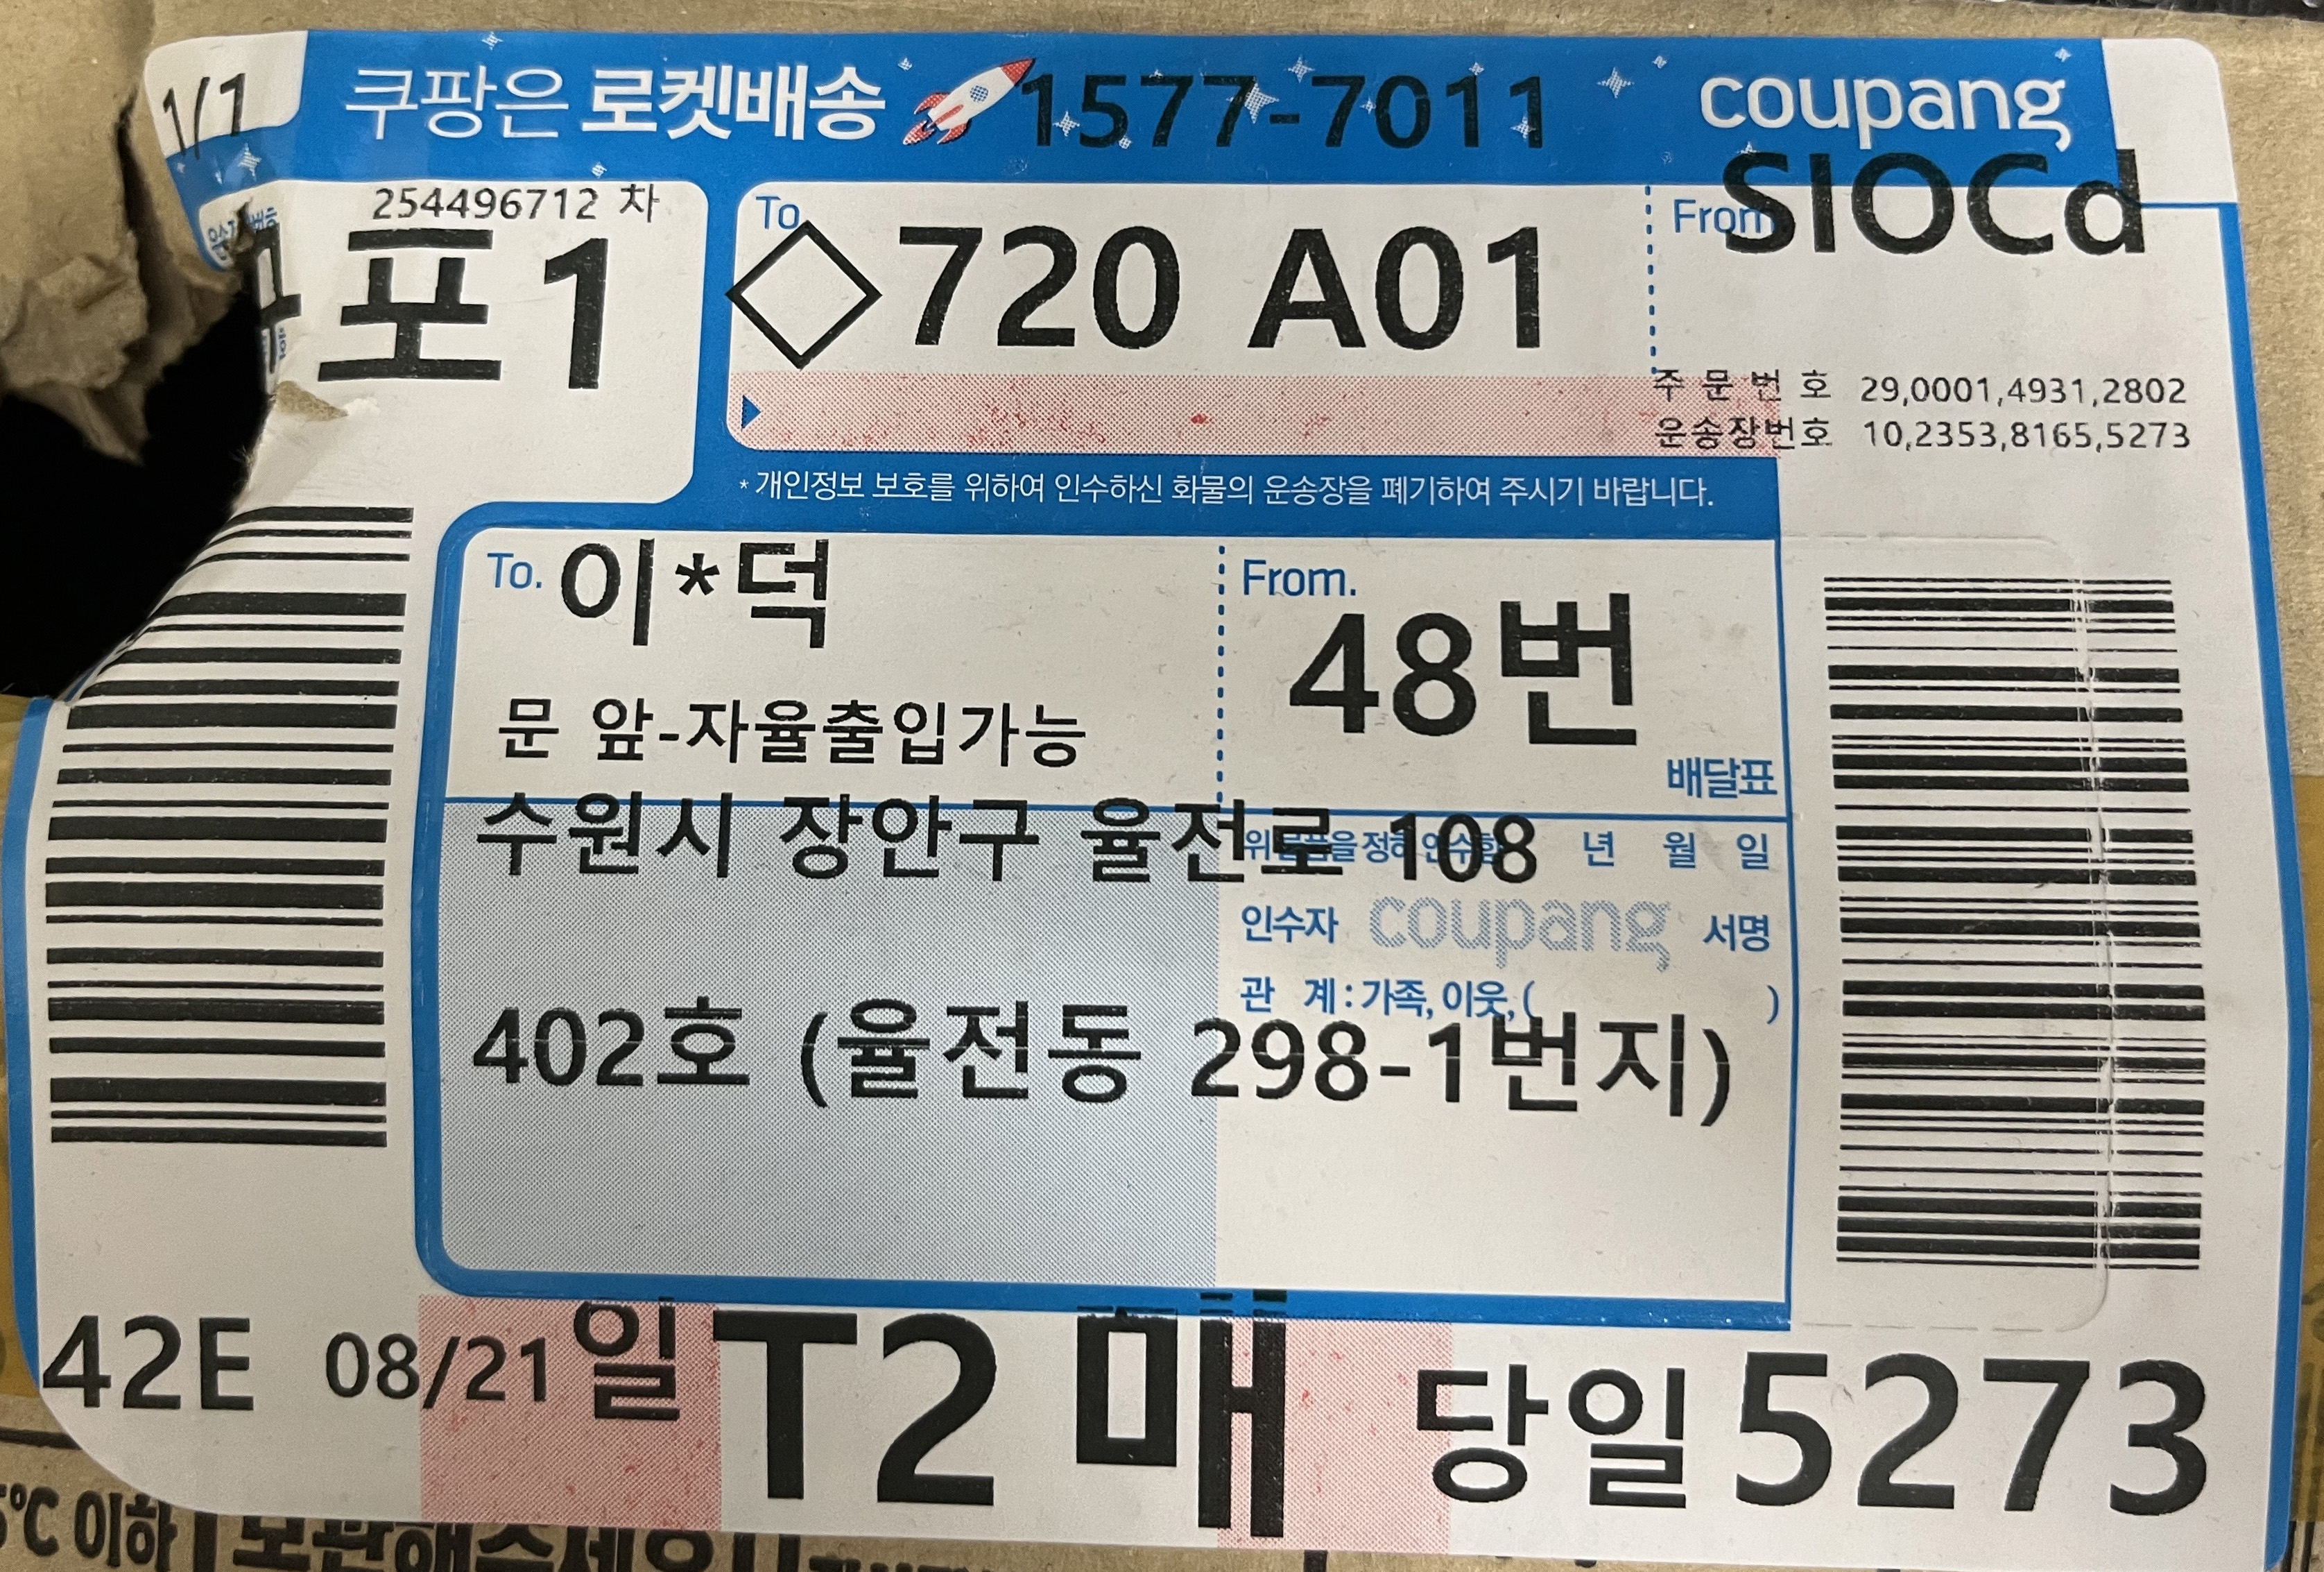 1/1
쿠팡은 로켓배송 1577-7011 coupang
SIOCd
254496712 차
포1
To.
◇720 A01
From.
주 문 번 호 29,0001,4931,2802
운송장번호 10,2353,8165,5273
* 개인정보 보호를 위하여 인수하신 화물의 운송장을 폐기하여 주시기 바랍니다.
To. 이*덕
From.
48번
문 앞-자율출입가능
배달표
수원시 장안구 율전로 108
위 물품을 정히 인수함 년 월 일
인수자 coupang 서명
관 계 : 가족, 이웃, ( )
402호 (율전동 298-1번지)
42E 08/21 일 T2 매 당일 5273
5°C 이하